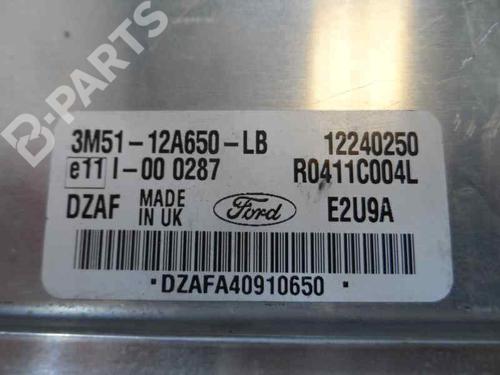 B-PARTS
3M51-12A650-LB 12240250
e11 I-00 0287 R0411C004L
DZAF MADE IN UK Ford E2U9A
·DZAFA40910650·